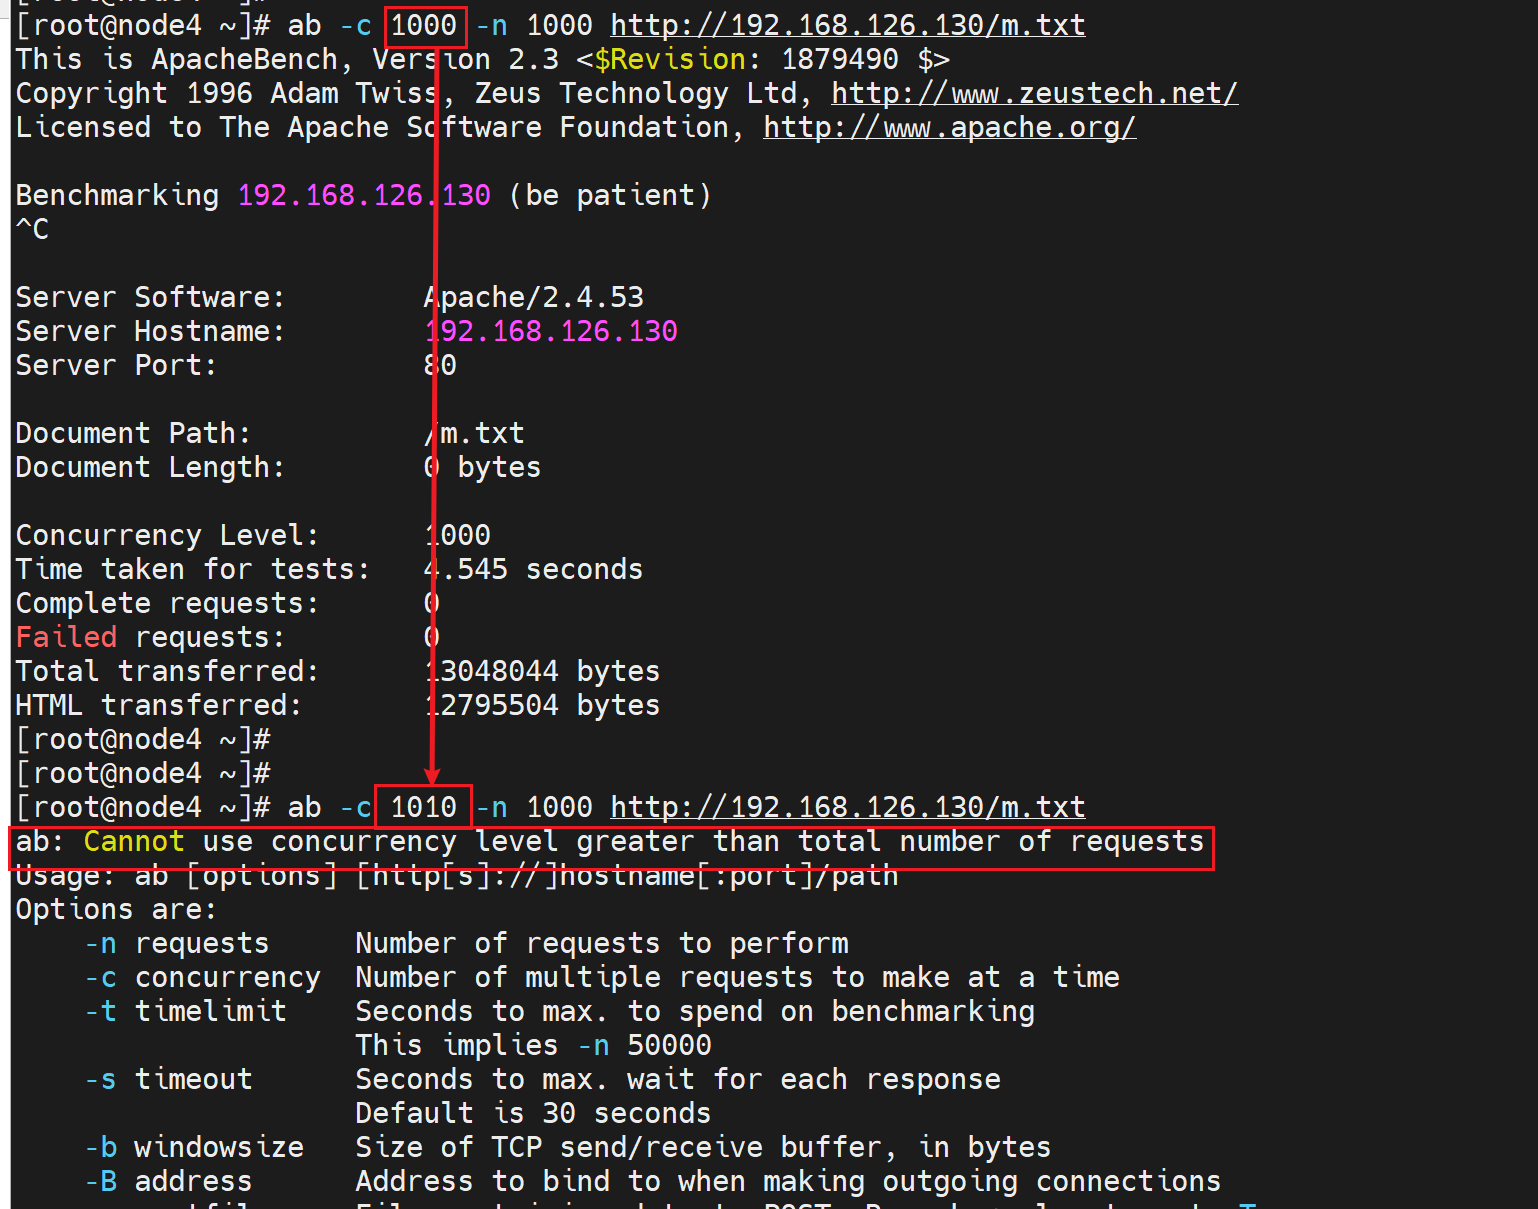 [root@node4 ~]# ab -c 1000 -n 1000 http://192.168.126.130/m.txt
This is ApacheBench, Version 2.3 <$Revision: 1879490 $>
Copyright 1996 Adam Twiss, Zeus Technology Ltd, http://www.zeustech.net/
Licensed to The Apache Software Foundation, http://www.apache.org/
Benchmarking 192.168.126.130 (be patient)
^C
Server Software:        Apache/2.4.53
Server Hostname:        192.168.126.130
Server Port:            80
Document Path:          /m.txt
Document Length:        0 bytes
Concurrency Level:      1000
Time taken for tests:   4.545 seconds
Complete requests:      0
Failed requests:        0
Total transferred:      13048044 bytes
HTML transferred:       12795504 bytes
[root@node4 ~]#
[root@node4 ~]#
[root@node4 ~]# ab -c 1010 -n 1000 http://192.168.126.130/m.txt
ab: Cannot use concurrency level greater than total number of requests
Usage: ab [options] [http[s]://]hostname[:port]/path
Options are:
    -n requests     Number of requests to perform
    -c concurrency  Number of multiple requests to make at a time
    -t timelimit    Seconds to max. to spend on benchmarking
                    This implies -n 50000
    -s timeout      Seconds to max. wait for each response
                    Default is 30 seconds
    -b windowsize   Size of TCP send/receive buffer, in bytes
    -B address      Address to bind to when making outgoing connections